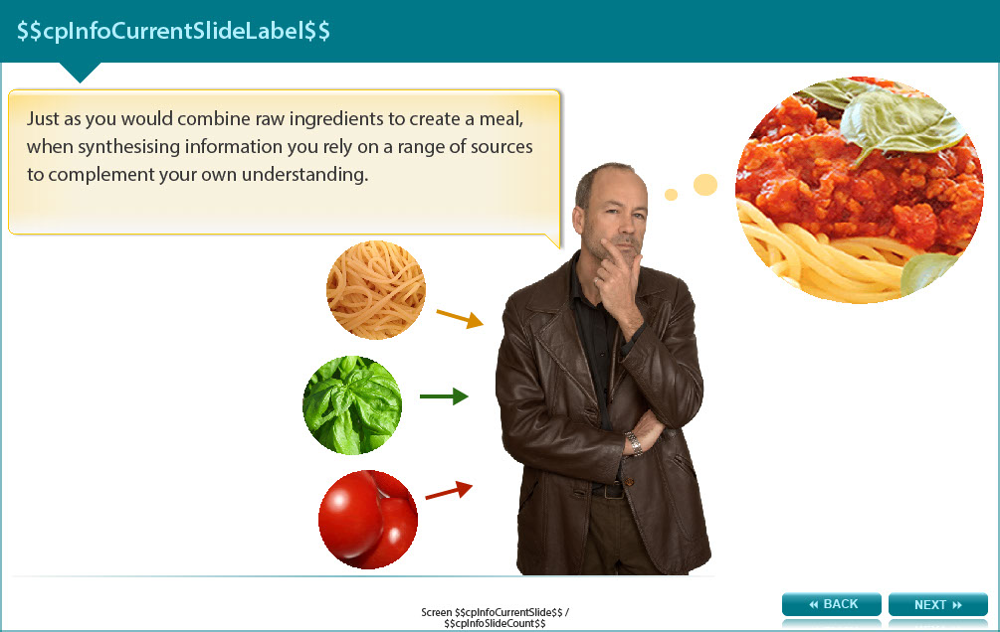 $$cpInfoCurrentSlideLabel$$
Just as you would combine raw ingredients to create a meal,
when synthesising information you rely on a range of sources
to complement your own understanding.
Screen $$cpInfoCurrentSlide$$ /
$$cpInfoSlideCount$$
BACK
NEXT